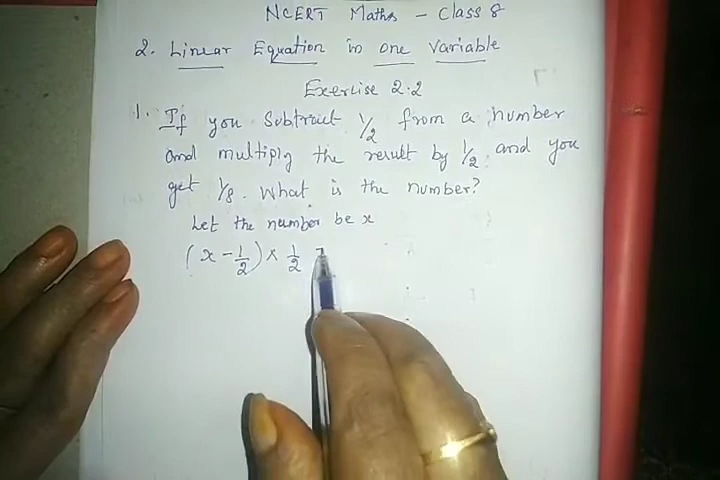 NCERT Maths - Class 8
2. Linear Equation in one Variable
Exercise 2.2
1. If you Subtract 1/2 from a number
and multiply the result by 1/2 and you
get 1/8. What is the number?
Let the number be x
(x - 1/2) × 1/2 =